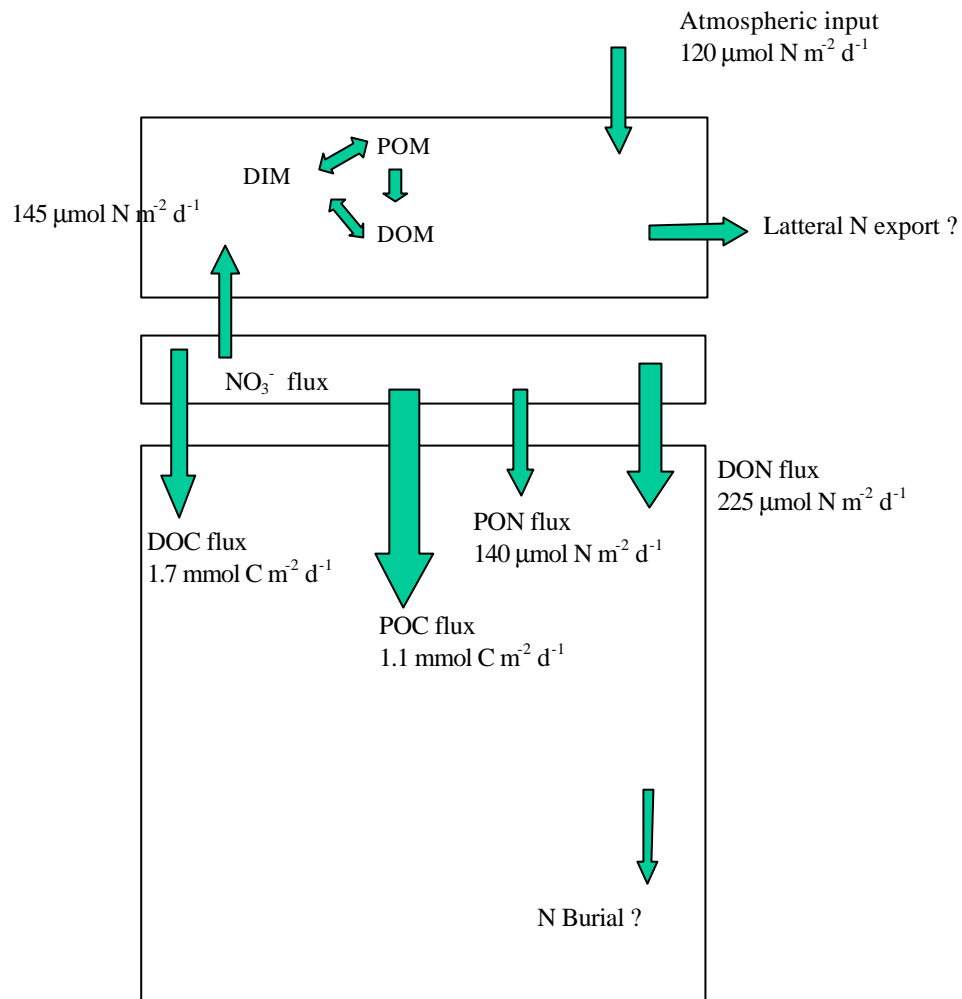 Atmospheric input
120 μmol N m⁻² d⁻¹
POM
DIM
145 μmol N m⁻² d⁻¹
DOM
Latteral N export ?
NO₃⁻ flux
DON flux
225 μmol N m⁻² d⁻¹
PON flux
140 μmol N m⁻² d⁻¹
DOC flux
1.7 mmol C m⁻² d⁻¹
POC flux
1.1 mmol C m⁻² d⁻¹
N Burial ?